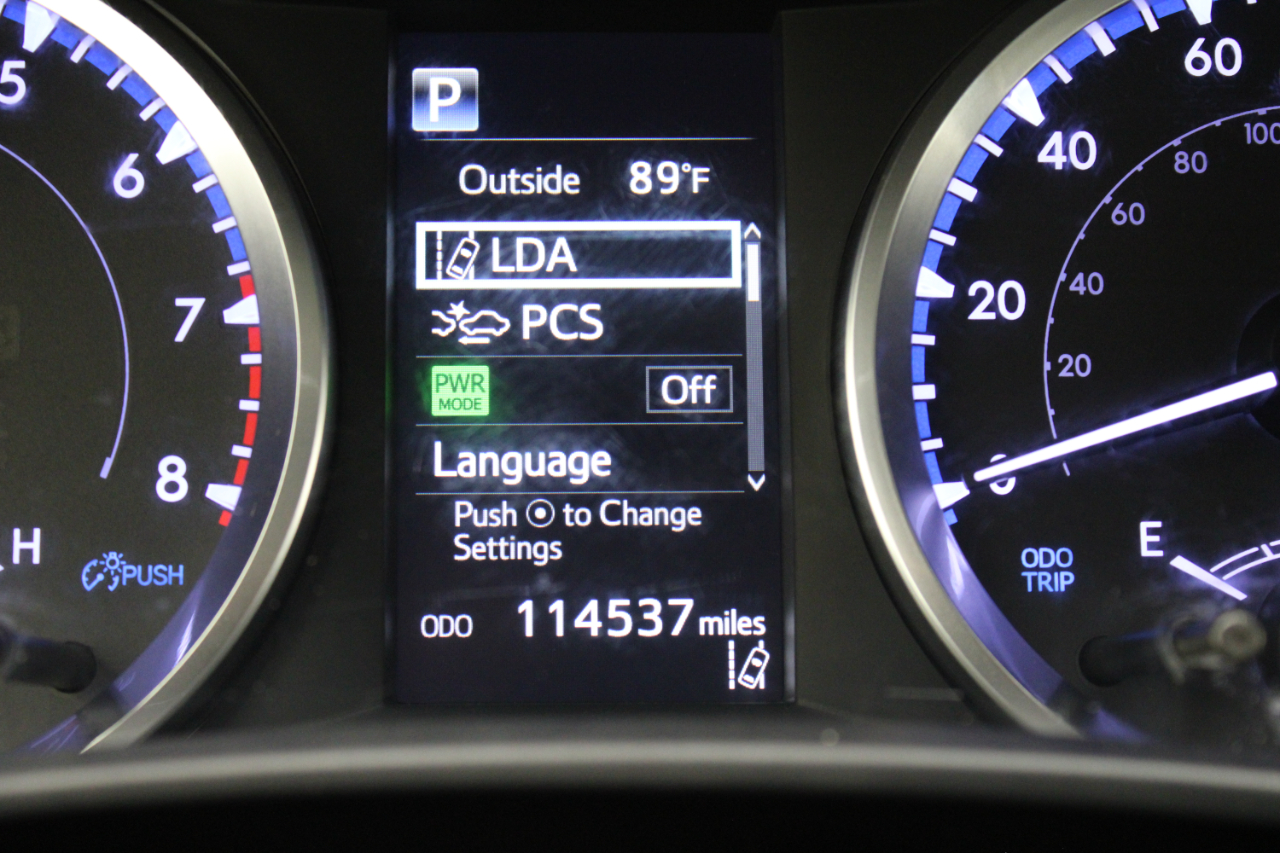 5
6
7
8
H
PUSH
P
Outside 89°F
LDA
PCS
PWR MODE Off
Language
Push ⊙ to Change
Settings
ODO 114537 miles
60
40
20
0
100
80
60
40
20
ODO
TRIP
E